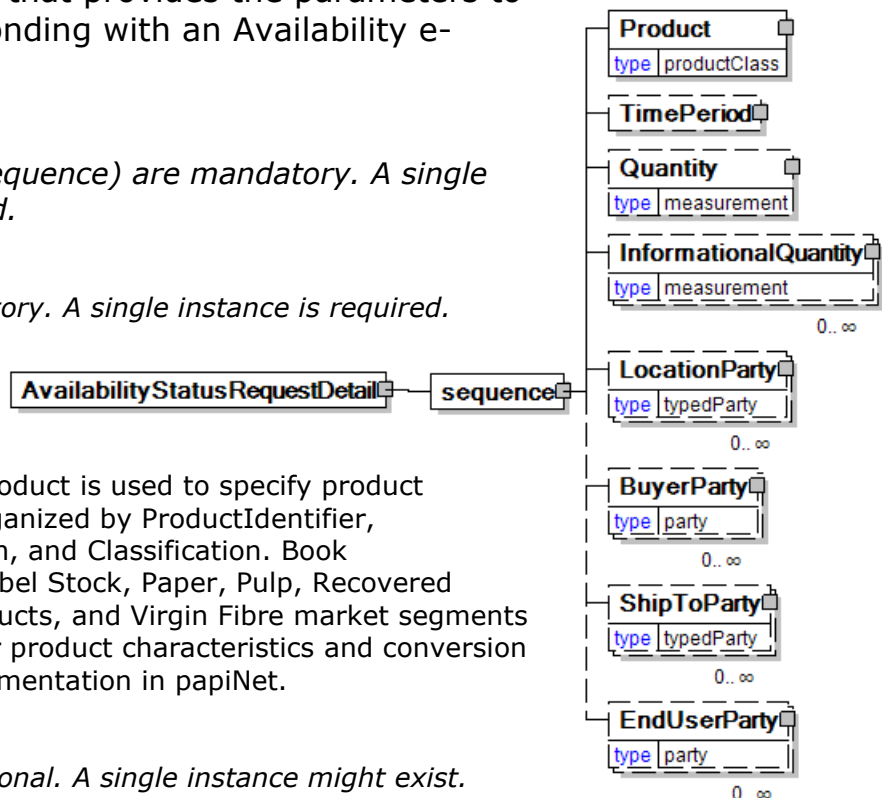 that provides the parameters to
onding with an Availability e-
equence) are mandatory. A single
d.
tory. A single instance is required.
oduct is used to specify product
ganized by ProductIdentifier,
n, and Classification. Book
bel Stock, Paper, Pulp, Recovered
ucts, and Virgin Fibre market segments
r product characteristics and conversion
mentation in papiNet.
ional. A single instance might exist.
AvailabilityStatusRequestDetail
sequence
Product
type productClass
TimePeriod
Quantity
type measurement
InformationalQuantity
type measurement
0.. ∞
LocationParty
type typedParty
0.. ∞
BuyerParty
type party
0.. ∞
ShipToParty
type typedParty
0.. ∞
EndUserParty
type party
0.. ∞